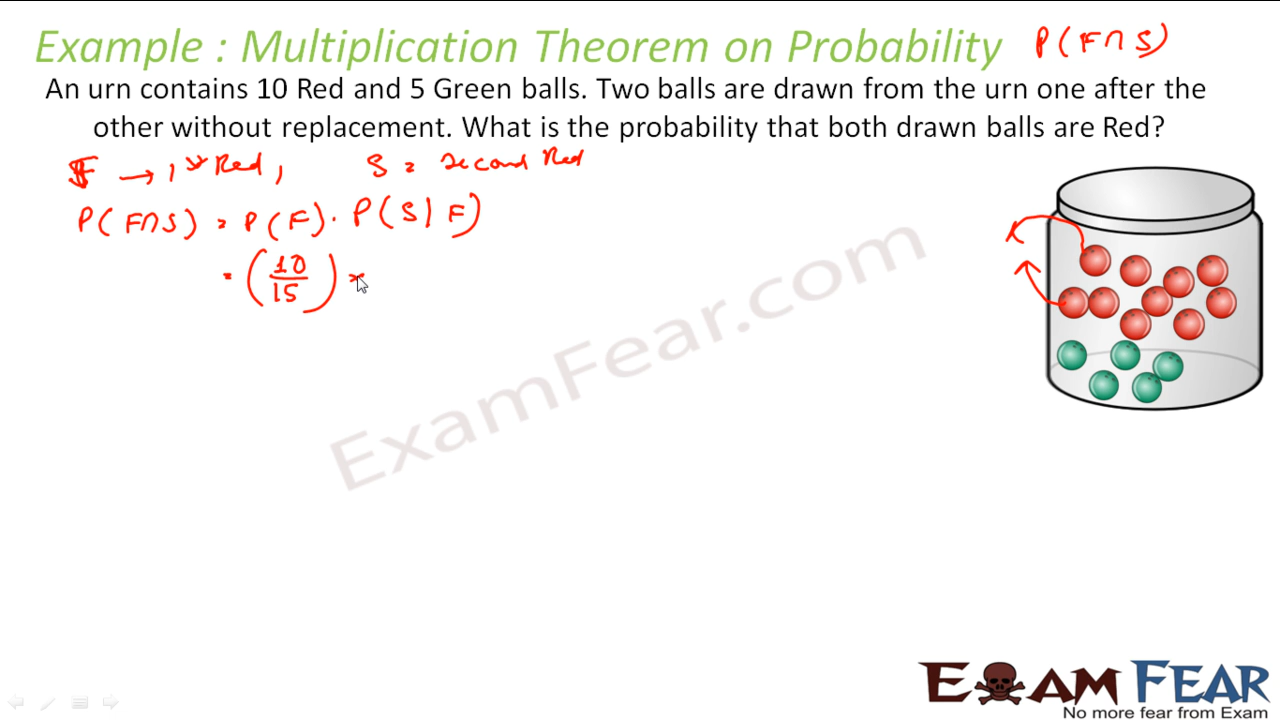 Example : Multiplication Theorem on Probability P(F∩S)
An urn contains 10 Red and 5 Green balls. Two balls are drawn from the urn one after the
other without replacement. What is the probability that both drawn balls are Red?
F → 1st Red, S = Second Red
P(F∩S) = P(F) · P(S|F)
= (10/15) ×
ExamFear.com
EXAM FEAR
No more fear from Exam